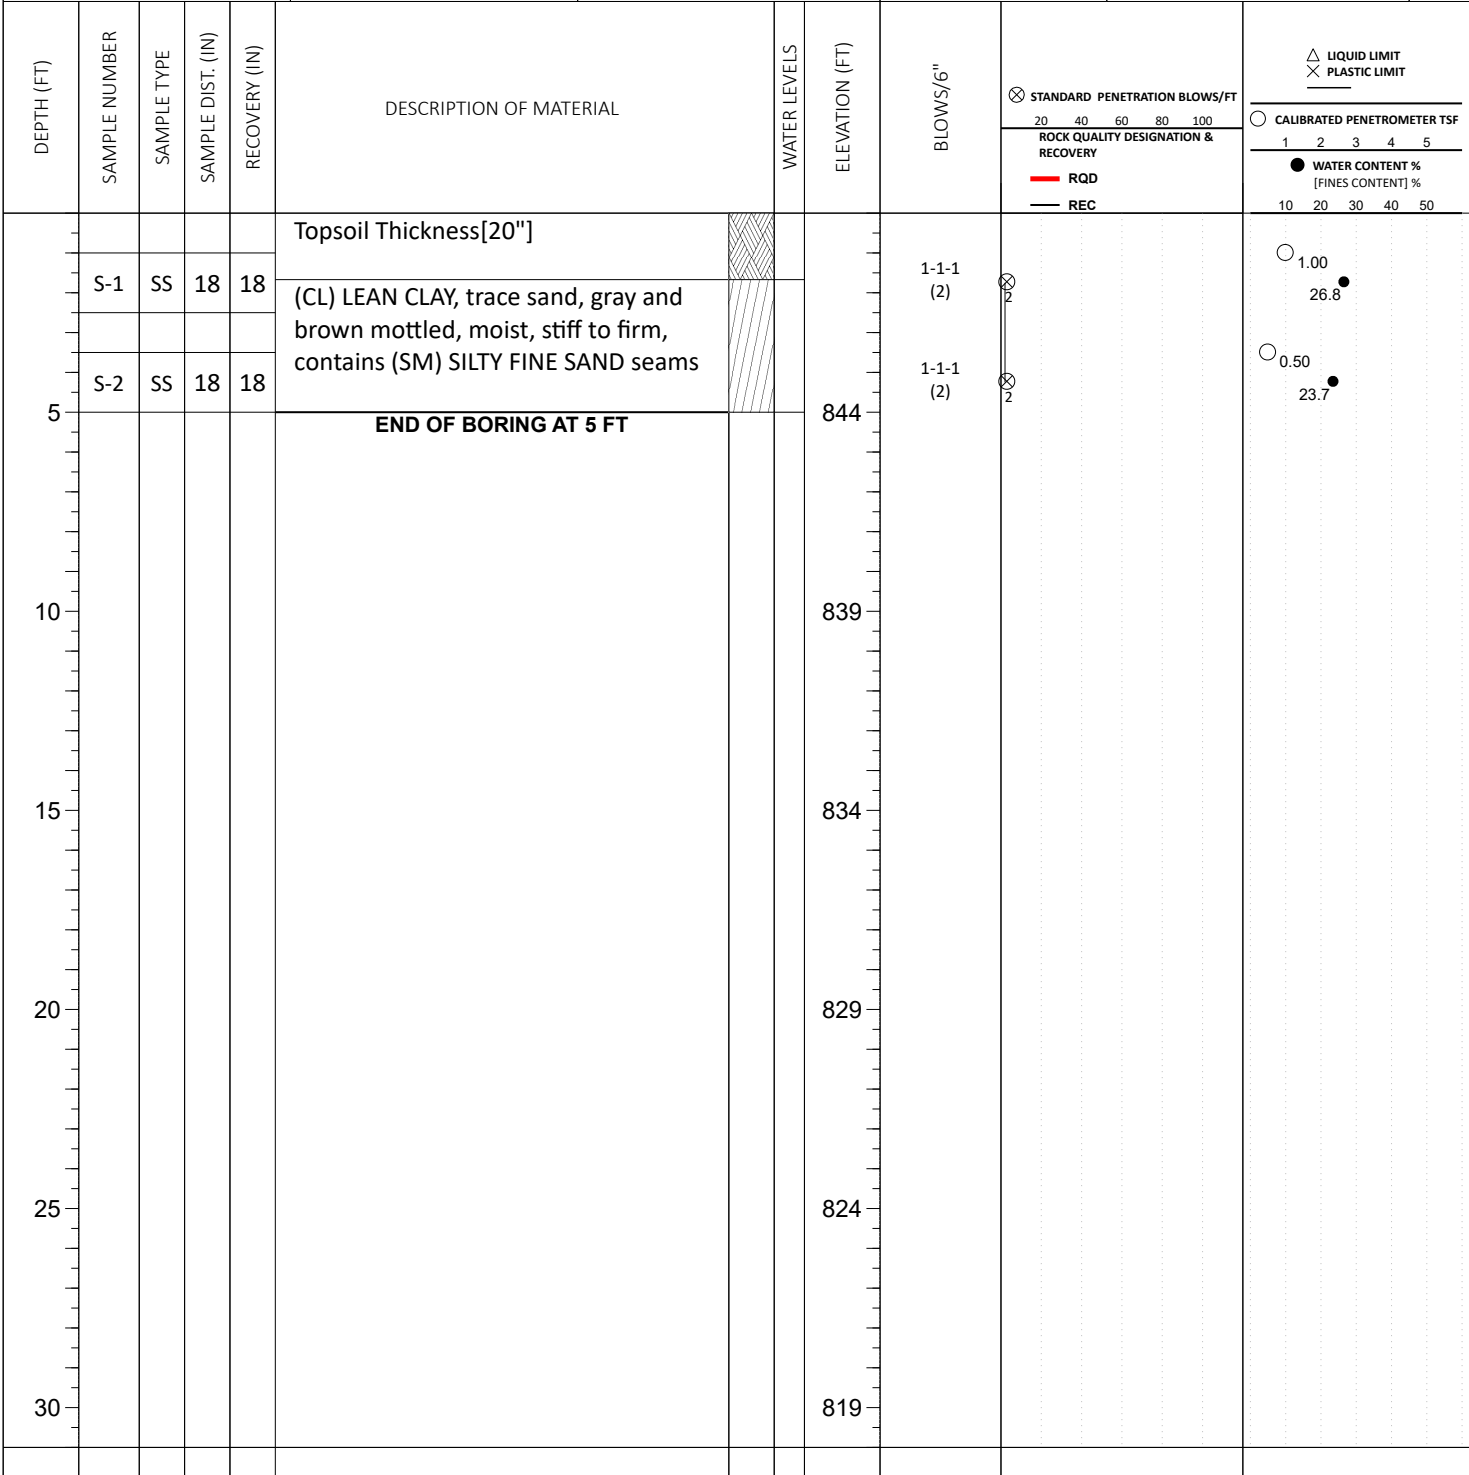 DEPTH (FT)
SAMPLE NUMBER
SAMPLE TYPE
SAMPLE DIST. (IN)
RECOVERY (IN)
DESCRIPTION OF MATERIAL
WATER LEVELS
ELEVATION (FT)
BLOWS/6"
STANDARD PENETRATION BLOWS/FT
20 40 60 80 100
ROCK QUALITY DESIGNATION &
RECOVERY
RQD
REC
LIQUID LIMIT
PLASTIC LIMIT
CALIBRATED PENETROMETER TSF
1 2 3 4 5
WATER CONTENT %
[FINES CONTENT] %
10 20 30 40 50
Topsoil Thickness[20"]
S-1 SS 18 18
(CL) LEAN CLAY, trace sand, gray and
brown mottled, moist, stiff to firm,
contains (SM) SILTY FINE SAND seams
1-1-1
(2)
2
1.00
26.8
S-2 SS 18 18
1-1-1
(2)
2
0.50
23.7
5
END OF BORING AT 5 FT
844
10 839
15 834
20 829
25 824
30 819